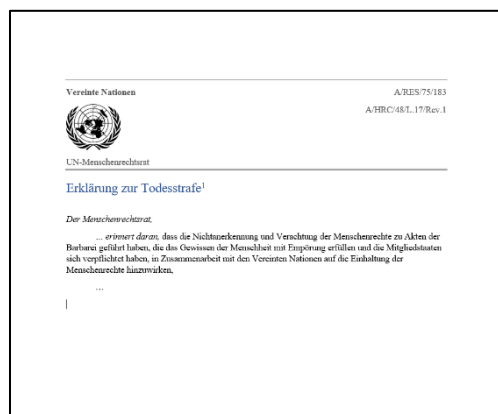 Vereinte Nationen
A/RES/75/183
A/HRC/48/L.17/Rev.1
UN-Menschenrechtsrat
Erklärung zur Todesstrafe¹
Der Menschenrechtsrat,
... erinnert daran, dass die Nichtanerkennung und Verachtung der Menschenrechte zu Akten der
Barbarei geführt haben, die das Gewissen der Menschheit mit Empörung erfüllen und die Mitgliedstaaten
sich verpflichtet haben, in Zusammenarbeit mit den Vereinten Nationen auf die Einhaltung der
Menschenrechte hinzuwirken,
...